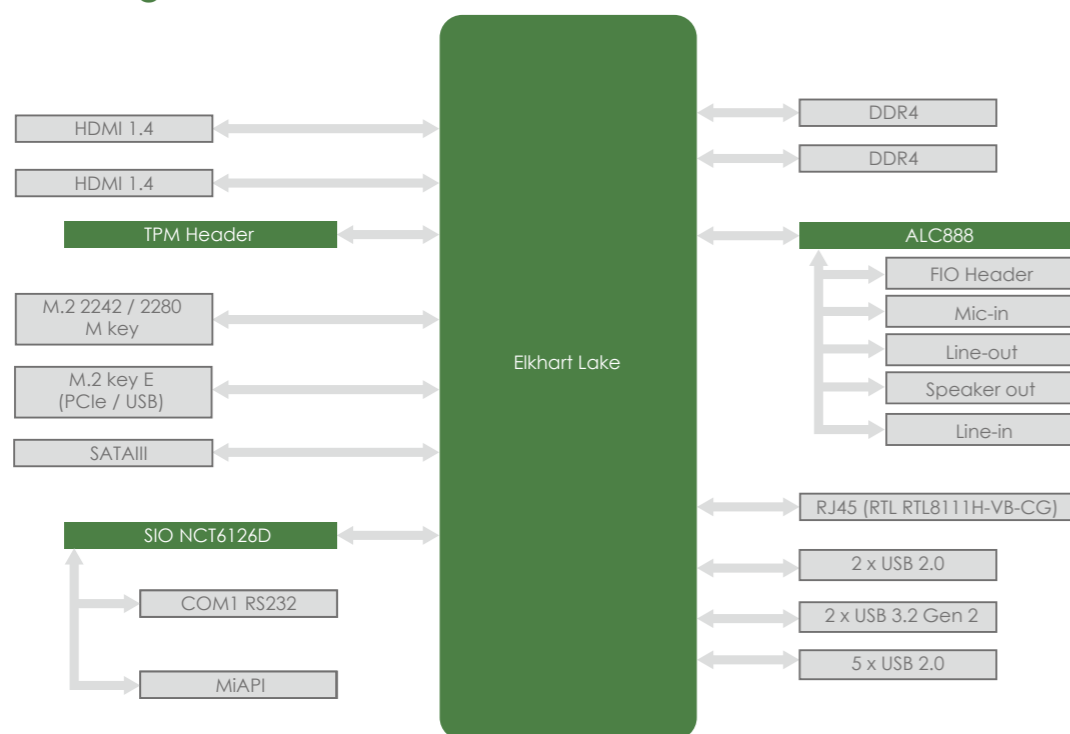 HDMI 1.4
HDMI 1.4
TPM Header
M.2 2242 / 2280
M key
M.2 key E
(PCIe / USB)
SATAIII
SIO NCT6126D
COM1 RS232
MiAPI
Elkhart Lake
DDR4
DDR4
ALC888
FIO Header
Mic-in
Line-out
Speaker out
Line-in
RJ45 (RTL RTL8111H-VB-CG)
2 x USB 2.0
2 x USB 3.2 Gen 2
5 x USB 2.0